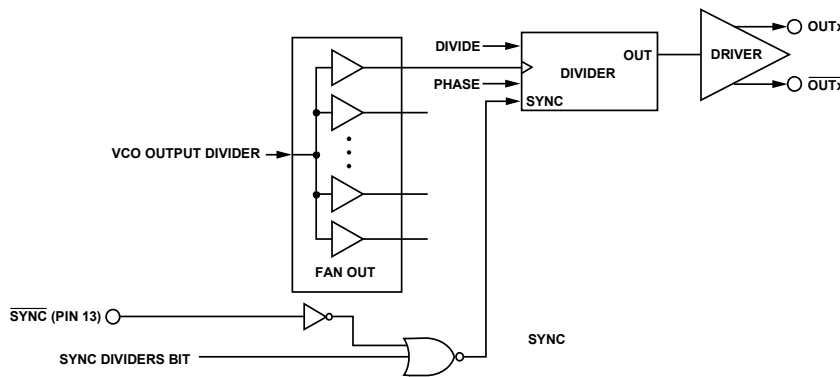 DIVIDE
OUT
DIVIDER
PHASE
SYNC
DRIVER
OUTx
OUTx
VCO OUTPUT DIVIDER
FAN OUT
SYNC (PIN 13)
SYNC
SYNC DIVIDERS BIT